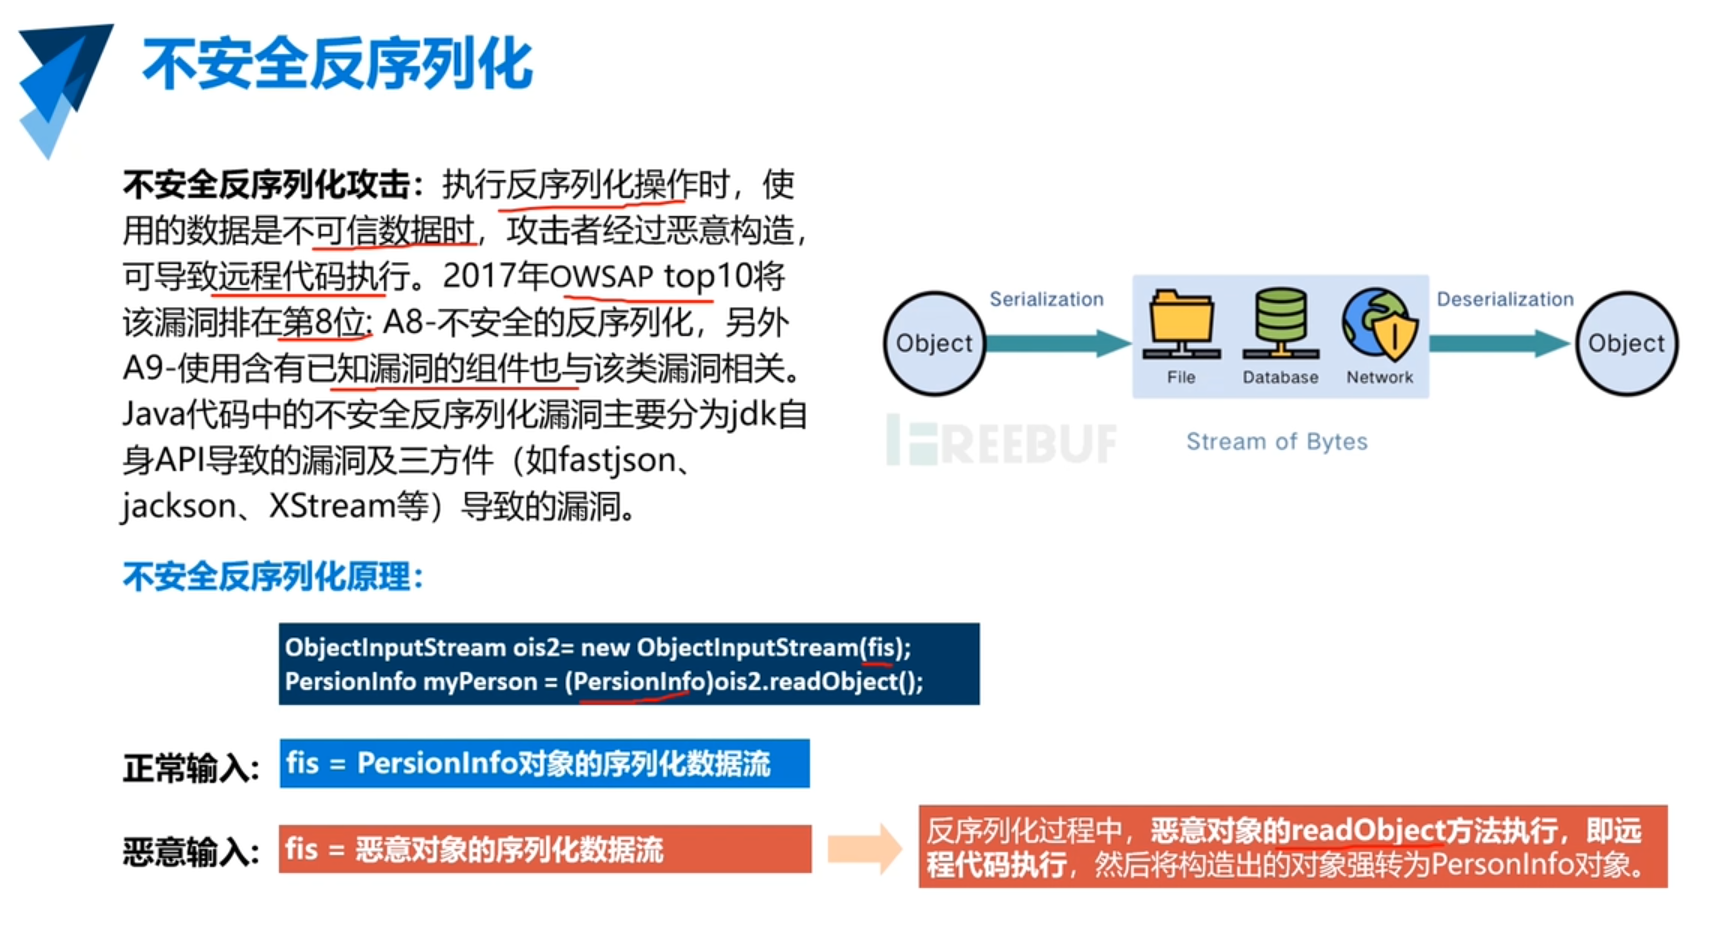 不安全反序列化
不安全反序列化攻击：执行反序列化操作时，使
用的数据是不可信数据时，攻击者经过恶意构造，
可导致远程代码执行。2017年OWSAP top10将
该漏洞排在第8位: A8-不安全的反序列化，另外
A9-使用含有已知漏洞的组件也与该类漏洞相关。
Java代码中的不安全反序列化漏洞主要分为jdk自
身API导致的漏洞及三方件（如fastjson、
jackson、XStream等）导致的漏洞。
Object
Serialization
File
Database
Network
Deserialization
Object
Stream of Bytes
FREEBUF
不安全反序列化原理：
ObjectInputStream ois2= new ObjectInputStream(fis);
PersionInfo myPerson = (PersionInfo)ois2.readObject();
正常输入:
fis = PersionInfo对象的序列化数据流
恶意输入:
fis = 恶意对象的序列化数据流
反序列化过程中，恶意对象的readObject方法执行，即远
程代码执行，然后将构造出的对象强转为PersonInfo对象。